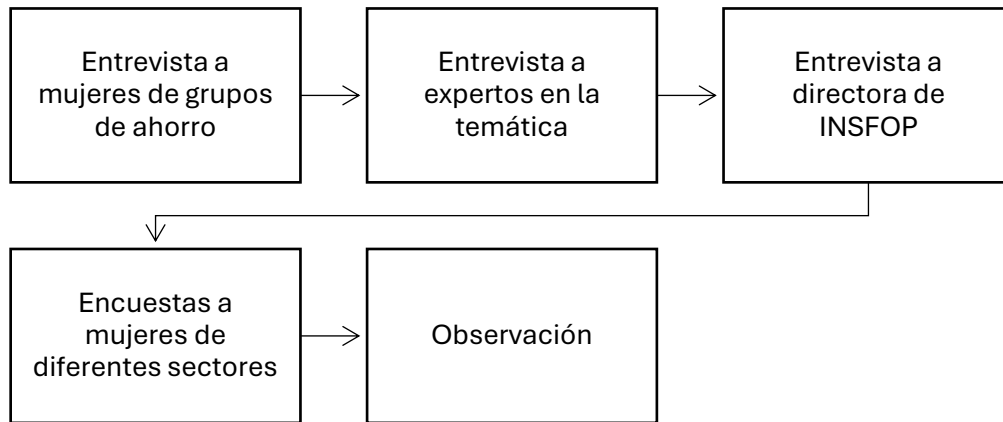 Entrevista a
mujeres de grupos
de ahorro
Entrevista a
expertos en la
temática
Entrevista a
directora de
INSFOP
Encuestas a
mujeres de
diferentes sectores
Observación